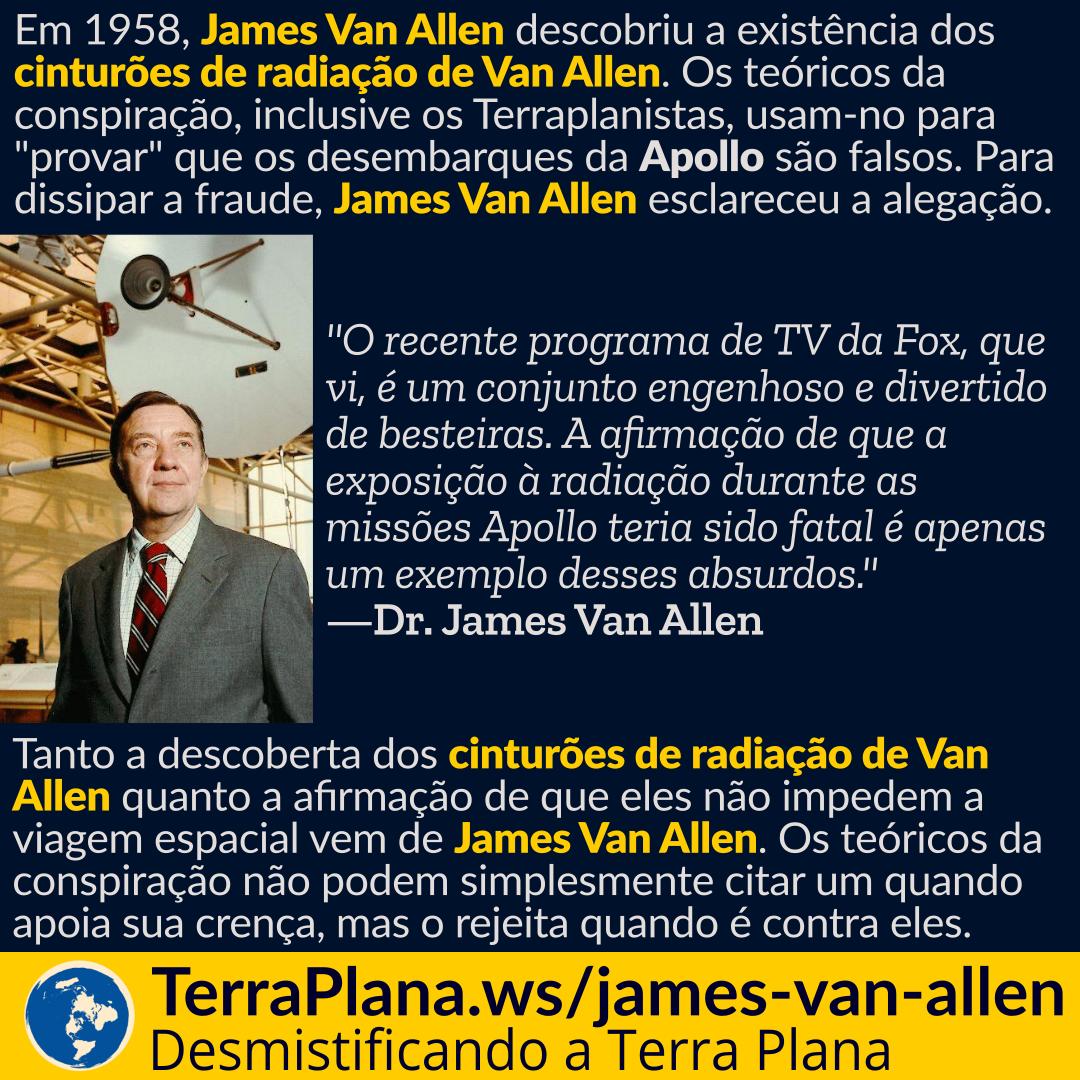 Em 1958, James Van Allen descobriu a existência dos
cinturões de radiação de Van Allen. Os teóricos da
conspiração, inclusive os Terraplanistas, usam-no para
"provar" que os desembarques da Apollo são falsos. Para
dissipar a fraude, James Van Allen esclareceu a alegação.
"O recente programa de TV da Fox, que
vi, é um conjunto engenhoso e divertido
de besteiras. A afirmação de que a
exposição à radiação durante as
missões Apollo teria sido fatal é apenas
um exemplo desses absurdos."
—Dr. James Van Allen
Tanto a descoberta dos cinturões de radiação de Van
Allen quanto a afirmação de que eles não impedem a
viagem espacial vem de James Van Allen. Os teóricos da
conspiração não podem simplesmente citar um quando
apoia sua crença, mas o rejeita quando é contra eles.
TerraPlana.ws/james-van-allen
Desmistificando a Terra Plana